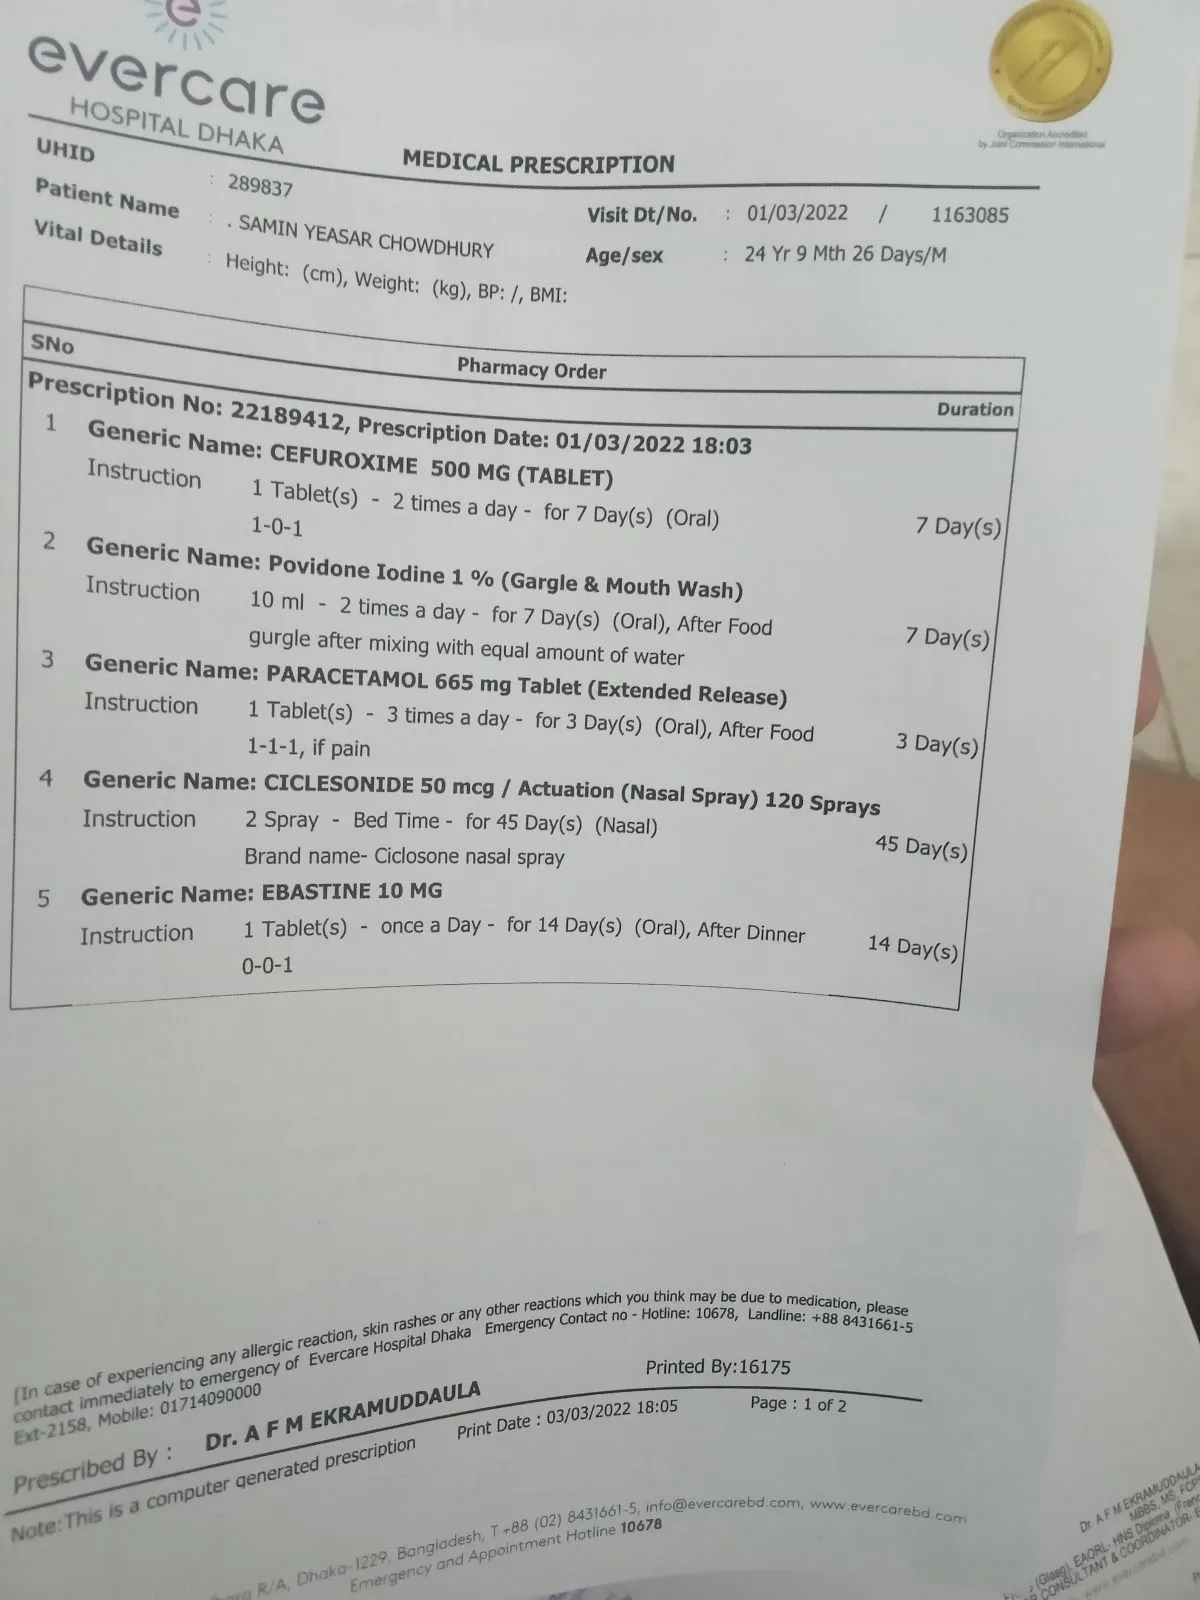 evercare
HOSPITAL DHAKA
Organization Accredited
by Joint Commission International
MEDICAL PRESCRIPTION
UHID : 289837
Visit Dt/No. : 01/03/2022 / 1163085
Patient Name : . SAMIN YEASAR CHOWDHURY
Age/sex : 24 Yr 9 Mth 26 Days/M
Vital Details : Height: (cm), Weight: (kg), BP: /, BMI:
SNo Pharmacy Order Duration
Prescription No: 22189412, Prescription Date: 01/03/2022 18:03
1 Generic Name: CEFUROXIME 500 MG (TABLET)
Instruction 1 Tablet(s) - 2 times a day - for 7 Day(s) (Oral) 7 Day(s)
1-0-1
2 Generic Name: Povidone Iodine 1 % (Gargle & Mouth Wash)
Instruction 10 ml - 2 times a day - for 7 Day(s) (Oral), After Food 7 Day(s)
gurgle after mixing with equal amount of water
3 Generic Name: PARACETAMOL 665 mg Tablet (Extended Release)
Instruction 1 Tablet(s) - 3 times a day - for 3 Day(s) (Oral), After Food 3 Day(s)
1-1-1, if pain
4 Generic Name: CICLESONIDE 50 mcg / Actuation (Nasal Spray) 120 Sprays
Instruction 2 Spray - Bed Time - for 45 Day(s) (Nasal) 45 Day(s)
Brand name- Ciclosone nasal spray
5 Generic Name: EBASTINE 10 MG
Instruction 1 Tablet(s) - once a Day - for 14 Day(s) (Oral), After Dinner 14 Day(s)
0-0-1
[In case of experiencing any allergic reaction, skin rashes or any other reactions which you think may be due to medication, please
contact immediately to emergency of Evercare Hospital Dhaka Emergency Contact no - Hotline: 10678, Landline: +88 8431661-5
Ext-2158, Mobile: 01714090000
Printed By:16175
Prescribed By : Dr. A F M EKRAMUDDAULA
Print Date : 03/03/2022 18:05 Page : 1 of 2
Note:This is a computer generated prescription
R/A, Dhaka-1229, Bangladesh, T +88 (02) 8431661-5, info@evercarebd.com, www.evercarebd.com
Emergency and Appointment Hotline 10678
Dr. A F M EKRAMUDDAULA
MBBS, MS, FCPS
(Glasg), EAORL- HNS Diploma (Franc
CONSULTANT & COORDINATOR- E
www.evercarebd.com